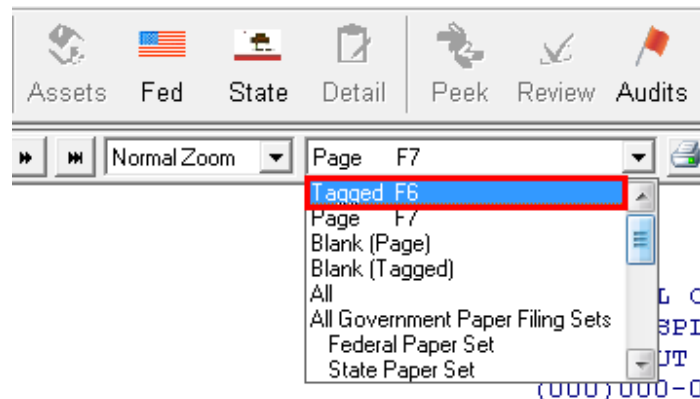 Assets Fed State Detail Peek Review Audits
Normal Zoom Page F7
Tagged F6
Page F7
Blank (Page)
Blank (Tagged)
All
All Government Paper Filing Sets
Federal Paper Set
State Paper Set
(000)000-0